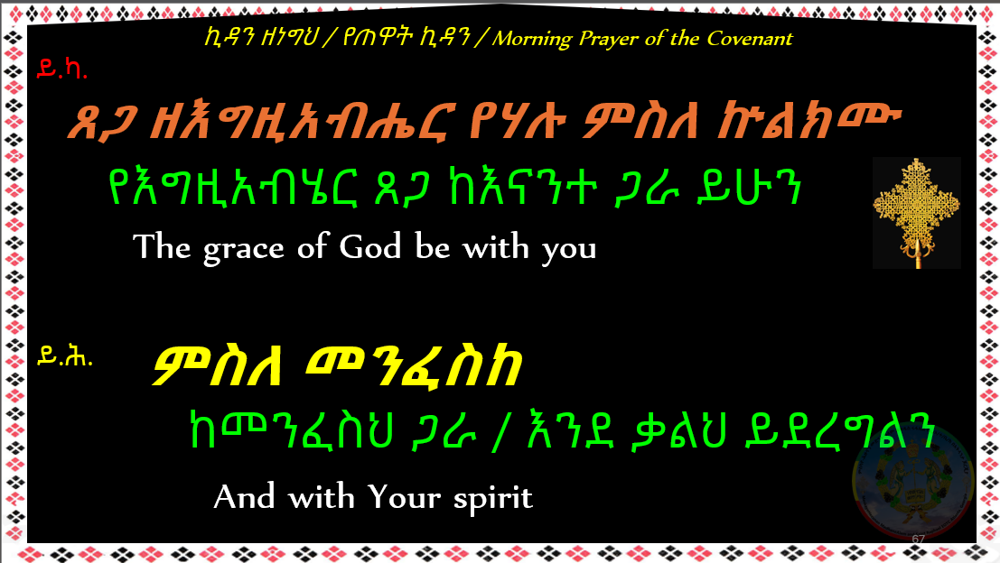 ኪዳን ዘነግህ / የጠዋት ኪዳን / Morning Prayer of the Covenant
ይ.ካ.
ጸጋ ዘእግዚአብሔር የሃሉ ምስለ ኵልክሙ
የእግዚአብሄር ጸጋ ከእናንተ ጋራ ይሁን
The grace of God be with you
ይ.ሕ.
ምስለ መንፈስከ
ከመንፈስህ ጋራ / እንደ ቃልህ ይደረግልን
And with Your spirit
67